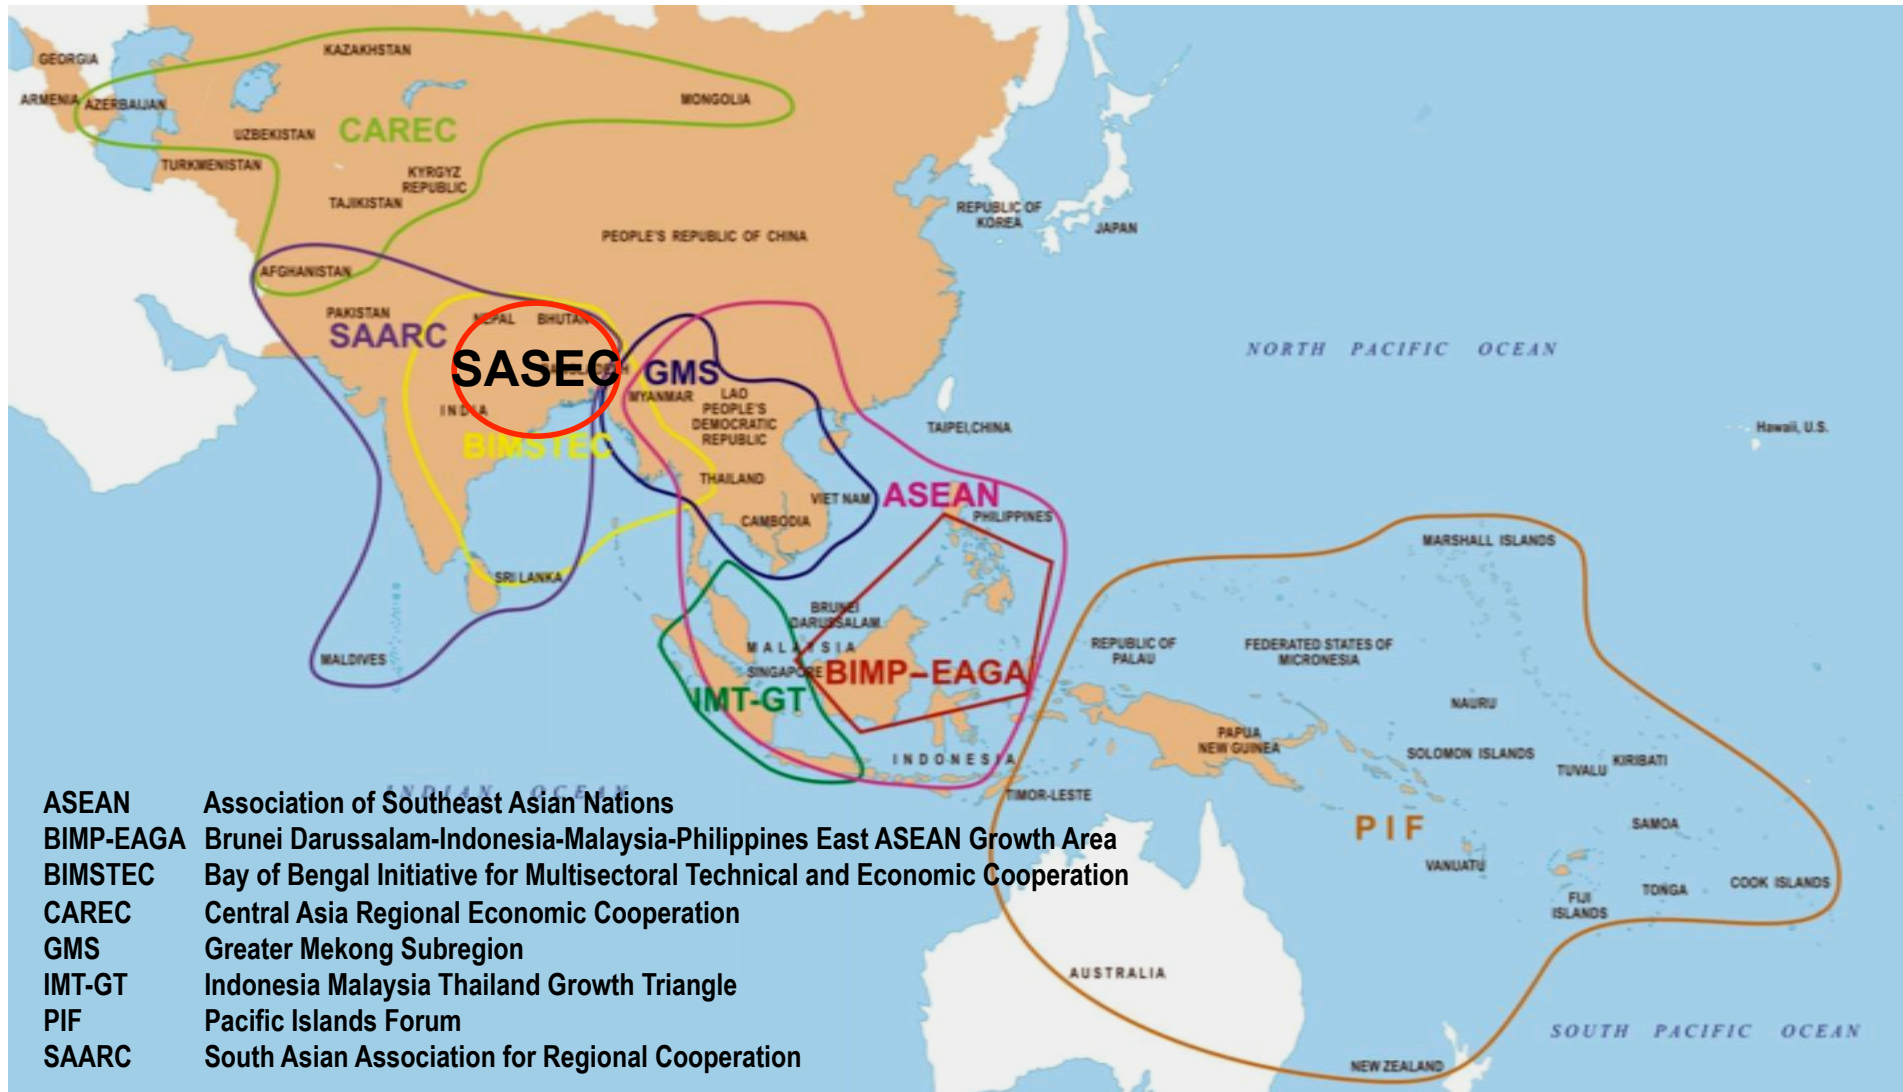 GEORGIA
KAZAKHSTAN
ARMENIA
AZERBAIJAN
MONGOLIA
UZBEKISTAN
CAREC
TURKMENISTAN
KYRGYZ
REPUBLIC
TAJIKISTAN
REPUBLIC OF
KOREA
JAPAN
PEOPLE'S REPUBLIC OF CHINA
AFGHANISTAN
PAKISTAN
SAARC
NEPAL
BHUTAN
SASEC
BANGLADESH
GMS
NORTH PACIFIC OCEAN
MYANMAR
LAO
PEOPLE'S
DEMOCRATIC
REPUBLIC
INDIA
BIMSTEC
TAIPEI,CHINA
Hawaii, U.S.
THAILAND
VIET NAM
ASEAN
CAMBODIA
PHILIPPINES
MARSHALL ISLANDS
SRI LANKA
BRUNEI
DARUSSALAM
MALAYSIA
SINGAPORE
BIMP–EAGA
IMT-GT
MALDIVES
REPUBLIC OF
PALAU
FEDERATED STATES OF
MICRONESIA
NAURU
PAPUA
NEW GUINEA
SOLOMON ISLANDS
TUVALU
KIRIBATI
INDONESIA
TIMOR-LESTE
PIF
SAMOA
VANUATU
FIJI
ISLANDS
TONGA
COOK ISLANDS
AUSTRALIA
NEW ZEALAND
SOUTH PACIFIC OCEAN
INDIAN OCEAN
ASEAN Association of Southeast Asian Nations
BIMP-EAGA Brunei Darussalam-Indonesia-Malaysia-Philippines East ASEAN Growth Area
BIMSTEC Bay of Bengal Initiative for Multisectoral Technical and Economic Cooperation
CAREC Central Asia Regional Economic Cooperation
GMS Greater Mekong Subregion
IMT-GT Indonesia Malaysia Thailand Growth Triangle
PIF Pacific Islands Forum
SAARC South Asian Association for Regional Cooperation